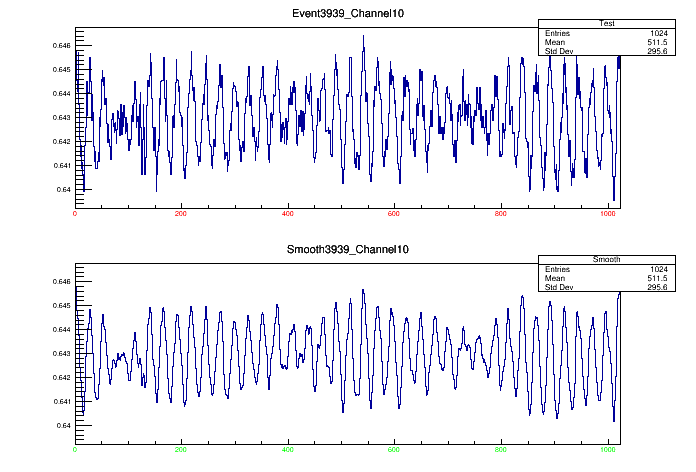 Event3939_Channel10
Test
Entries 1024
Mean 511.5
Std Dev 295.6
0.646
0.645
0.644
0.643
0.642
0.641
0.64
0 200 400 600 800 1000
Smooth3939_Channel10
Smooth
Entries 1024
Mean 511.5
Std Dev 295.6
0.646
0.645
0.644
0.643
0.642
0.641
0.64
0 200 400 600 800 1000